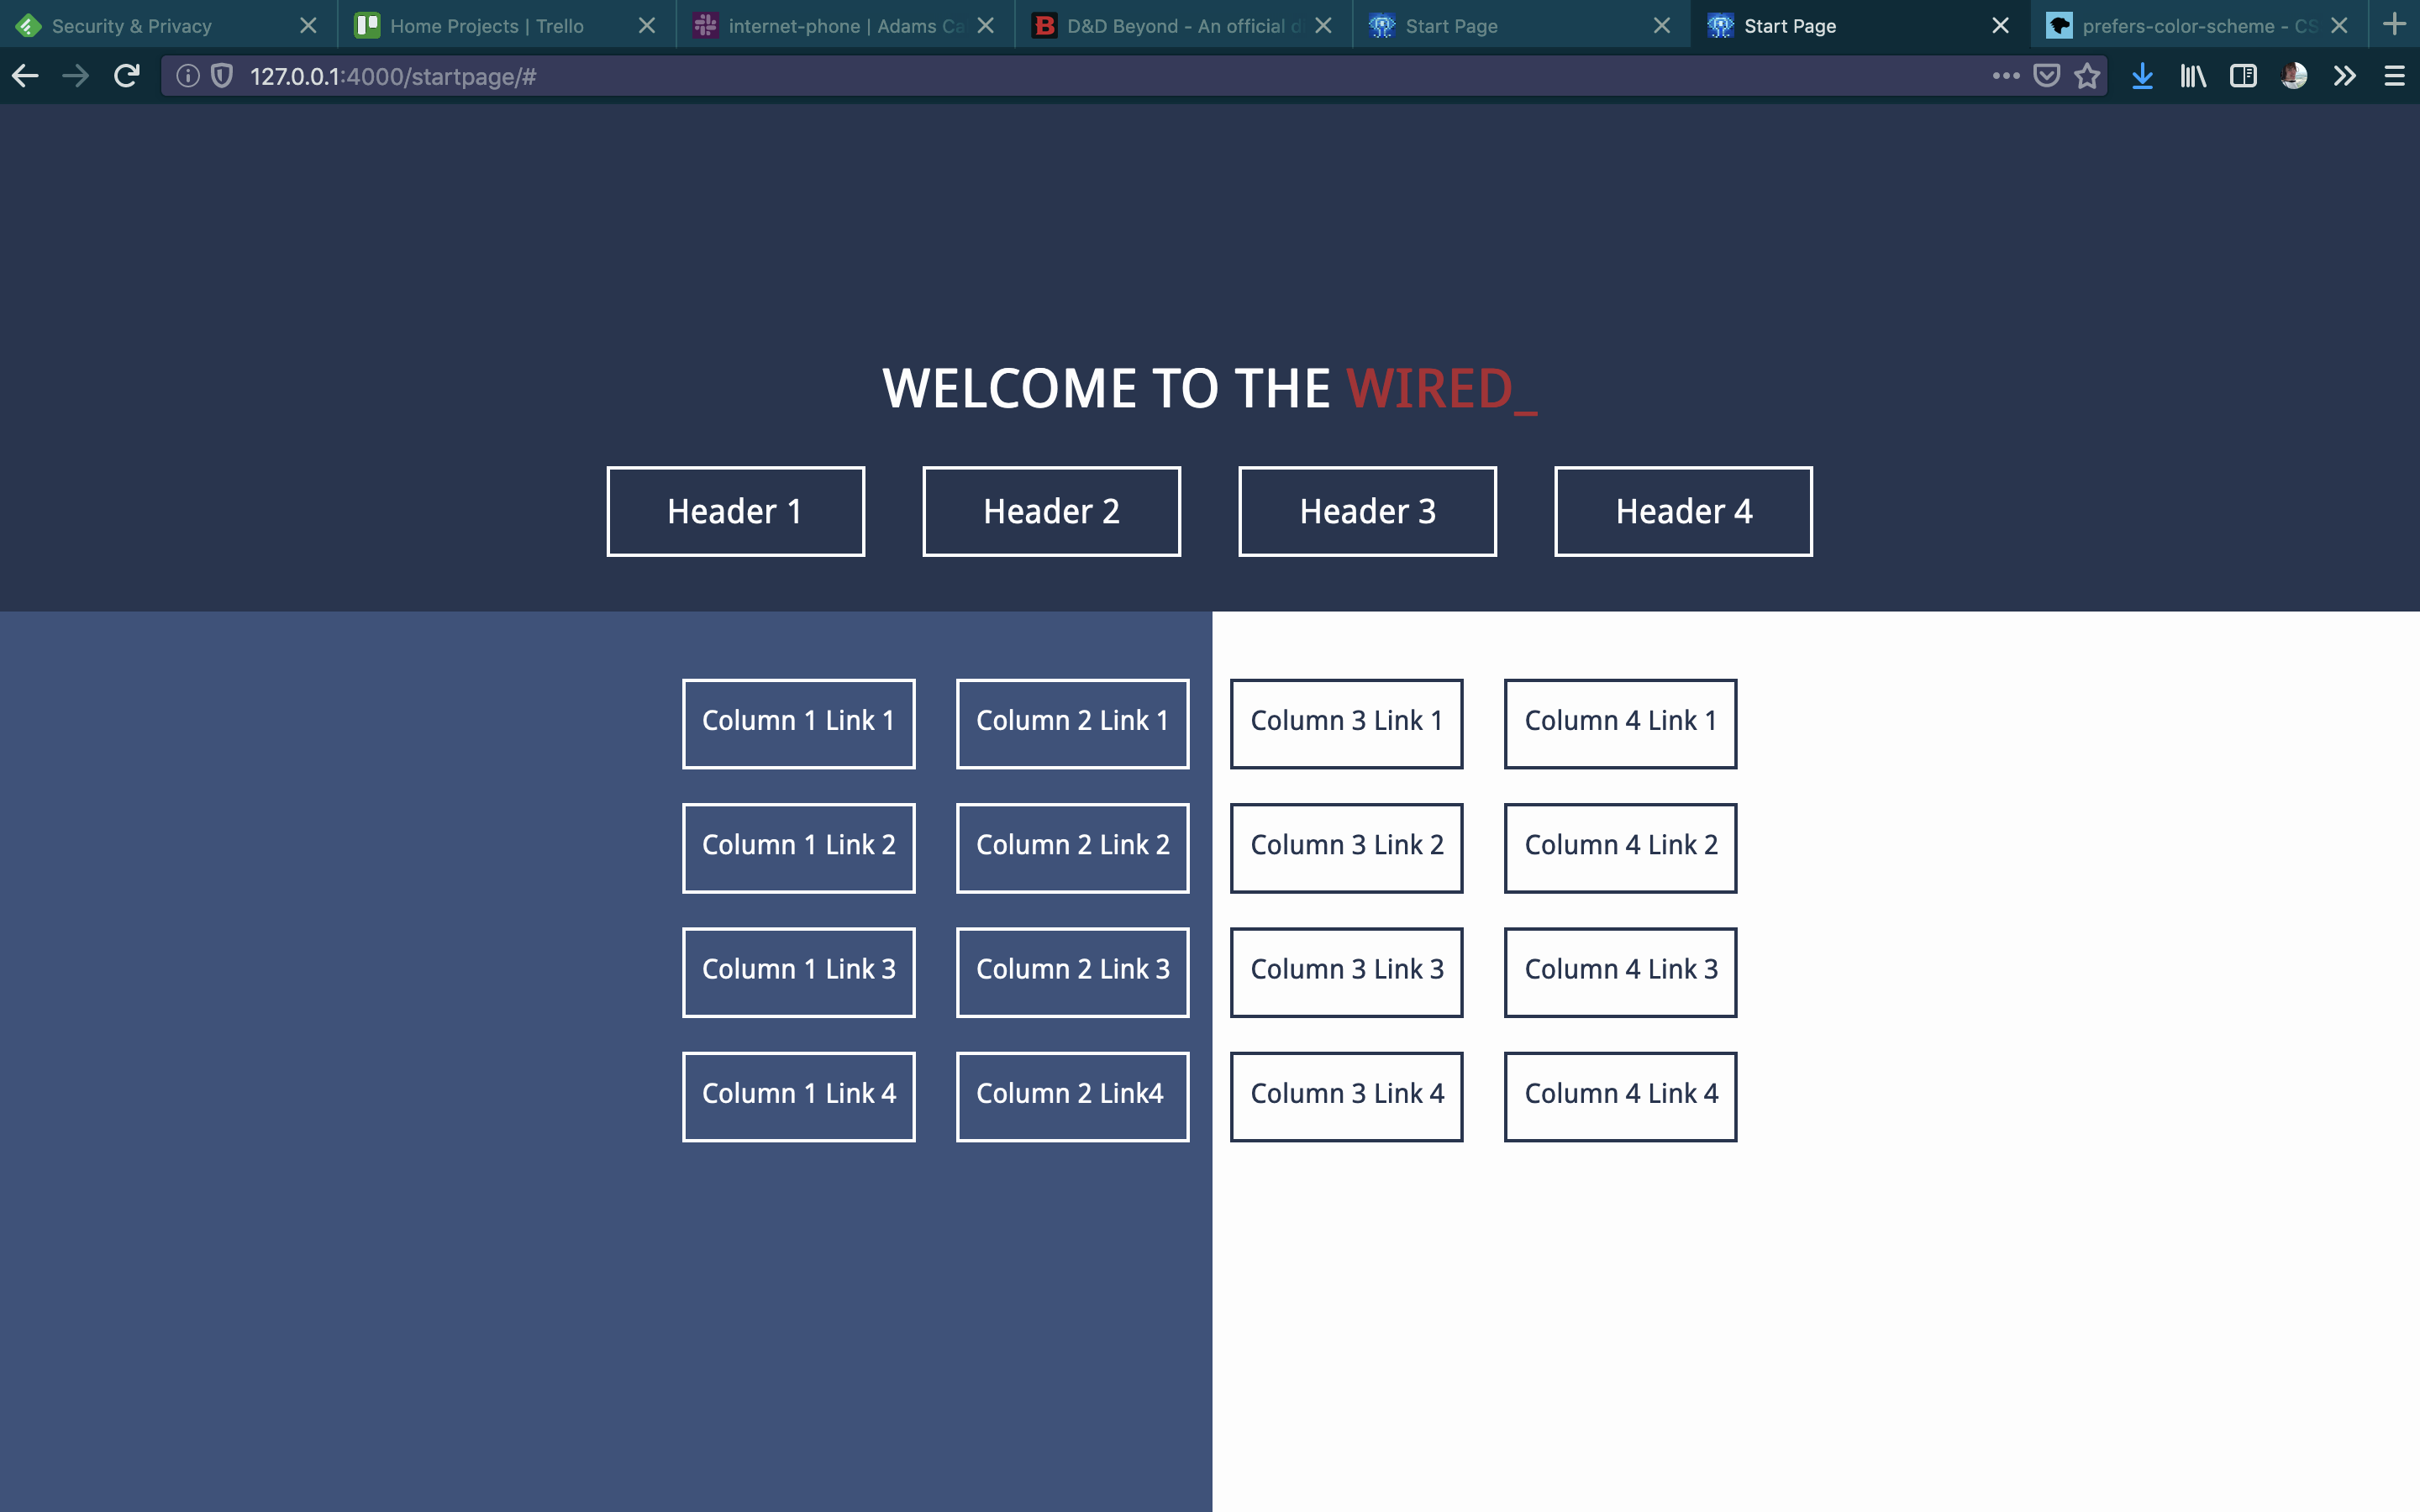 Security & Privacy
Home Projects | Trello
internet-phone | Adams Ca
D&D Beyond - An official d
Start Page
Start Page
prefers-color-scheme - CS
127.0.0.1:4000/startpage/#
WELCOME TO THE WIRED_
Header 1 Header 2 Header 3 Header 4
Column 1 Link 1 Column 2 Link 1 Column 3 Link 1 Column 4 Link 1
Column 1 Link 2 Column 2 Link 2 Column 3 Link 2 Column 4 Link 2
Column 1 Link 3 Column 2 Link 3 Column 3 Link 3 Column 4 Link 3
Column 1 Link 4 Column 2 Link4 Column 3 Link 4 Column 4 Link 4